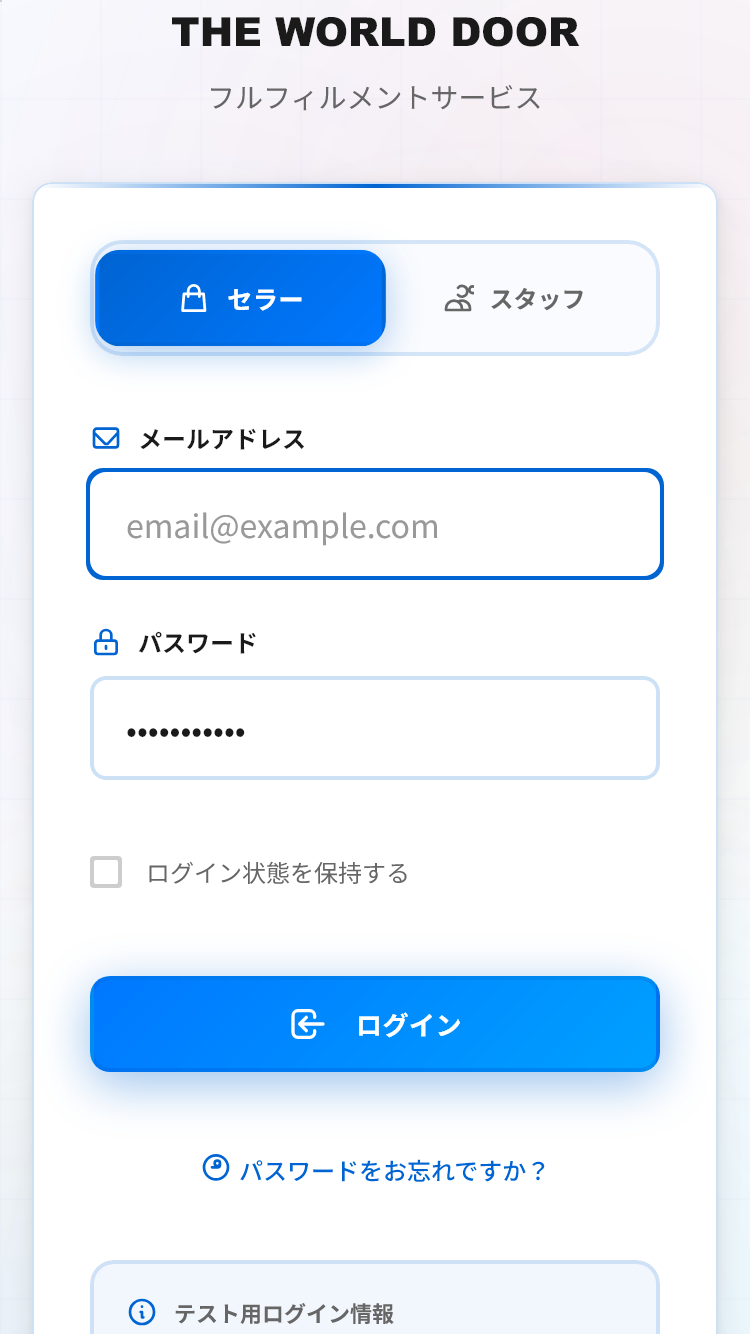 THE WORLD DOOR
フルフィルメントサービス
セラー
スタッフ
メールアドレス
email@example.com
パスワード
•••••••••••
ログイン状態を保持する
ログイン
パスワードをお忘れですか？
テスト用ログイン情報